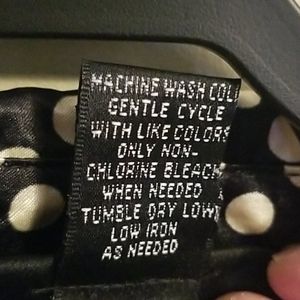 MACHINE WASH COLD
GENTLE CYCLE
WITH LIKE COLORS
ONLY NON-
CHLORINE BLEACH
WHEN NEEDED
TUMBLE DRY LOW
LOW IRON
AS NEEDED